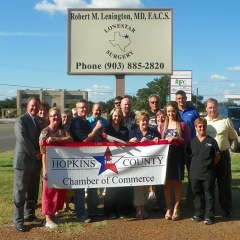 Robert M. Lenington, MD, F.A.C.S.
LONESTAR
SURGERY
Phone (903) 885-2820
HOPKINS COUNTY
Chamber of Commerce